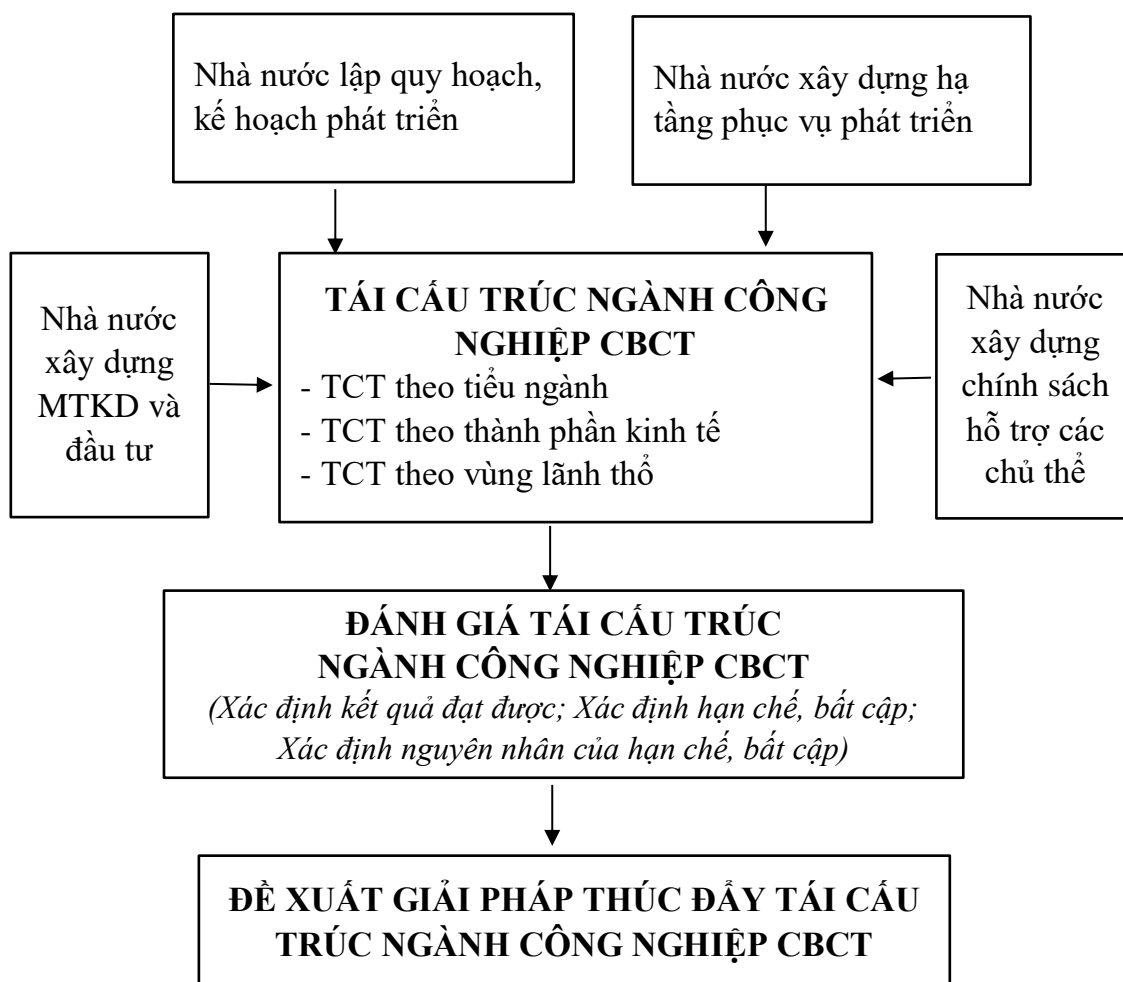 Nhà nước lập quy hoạch,
kế hoạch phát triển
Nhà nước xây dựng hạ
tầng phục vụ phát triển
Nhà nước
xây dựng
MTKD và
đầu tư
TÁI CẤU TRÚC NGÀNH CÔNG
NGHIỆP CBCT
- TCT theo tiểu ngành
- TCT theo thành phần kinh tế
- TCT theo vùng lãnh thổ
Nhà nước
xây dựng
chính sách
hỗ trợ các
chủ thể
ĐÁNH GIÁ TÁI CẤU TRÚC
NGÀNH CÔNG NGHIỆP CBCT
(Xác định kết quả đạt được; Xác định hạn chế, bất cập;
Xác định nguyên nhân của hạn chế, bất cập)
ĐỀ XUẤT GIẢI PHÁP THÚC ĐẨY TÁI CẤU
TRÚC NGÀNH CÔNG NGHIỆP CBCT